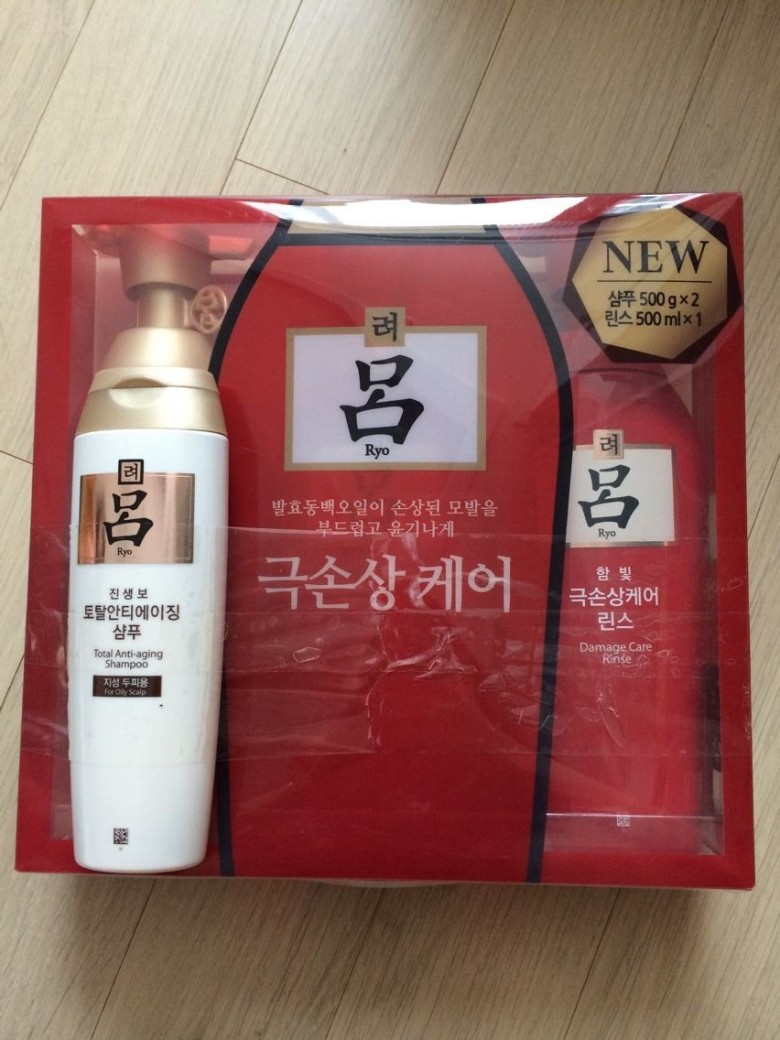 NEW
샴푸 500 g×2
린스 500 ml×1
려
呂
Ryo
발효동백오일이 손상된 모발을
부드럽고 윤기나게
극손상 케어
려
呂
Ryo
진생보
토탈안티에이징
샴푸
Total Anti-aging
Shampoo
지성 두피용
For Oily Scalp
려
呂
Ryo
함빛
극손상케어
린스
Damage Care
Rinse